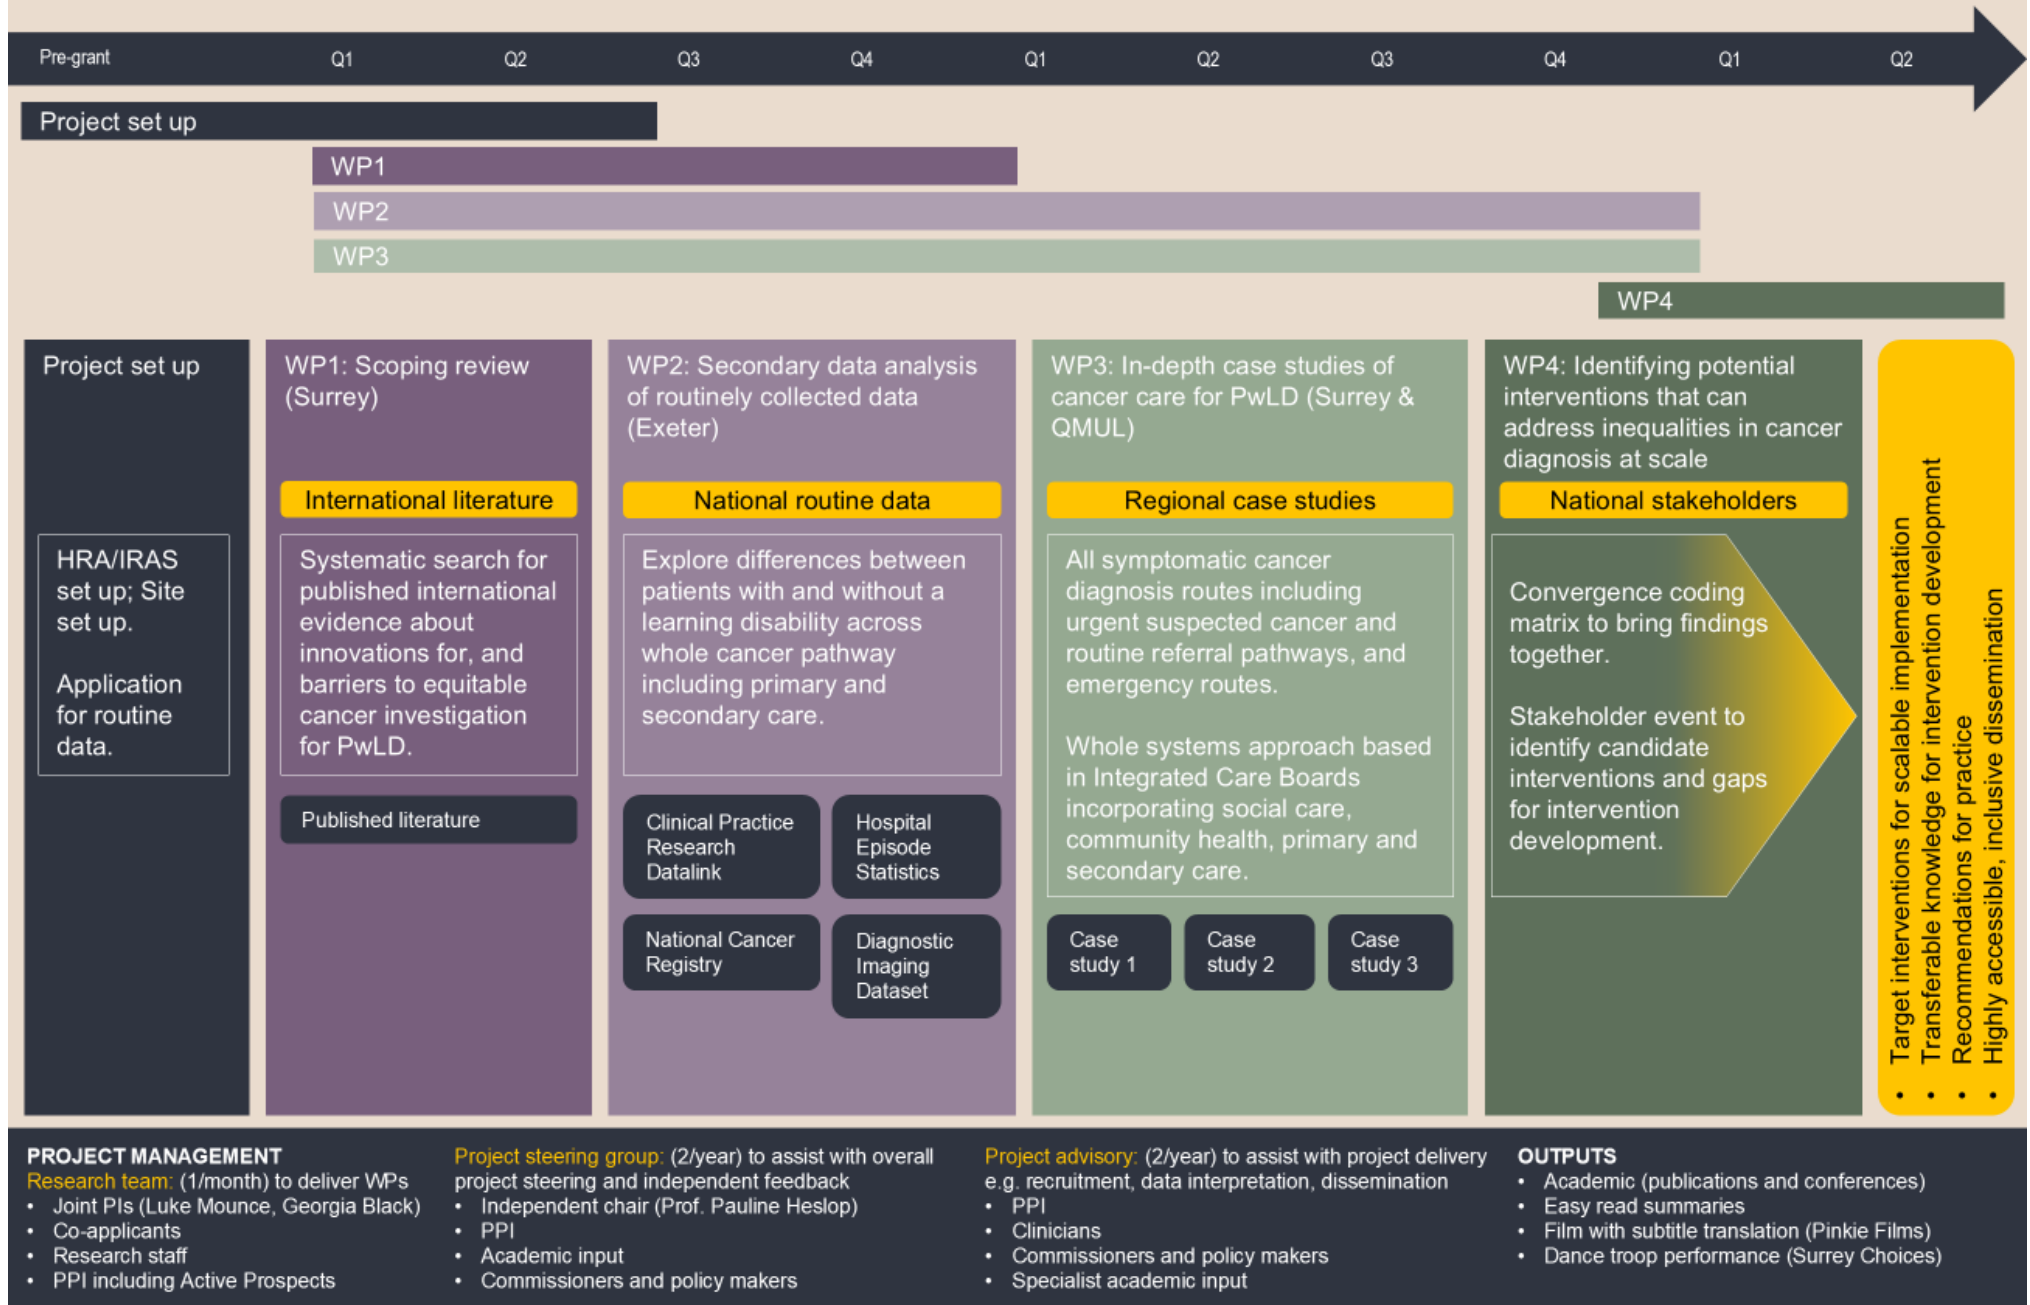 Pre-grant Q1 Q2 Q3 Q4 Q1 Q2 Q3 Q4 Q1 Q2
Project set up
WP1
WP2
WP3
WP4
Project set up
HRA/IRAS
set up; Site
set up.
Application
for routine
data.
WP1: Scoping review
(Surrey)
International literature
Systematic search for
published international
evidence about
innovations for, and
barriers to equitable
cancer investigation
for PwLD.
Published literature
WP2: Secondary data analysis
of routinely collected data
(Exeter)
National routine data
Explore differences between
patients with and without a
learning disability across
whole cancer pathway
including primary and
secondary care.
Clinical Practice
Research
Datalink
Hospital
Episode
Statistics
National Cancer
Registry
Diagnostic
Imaging
Dataset
WP3: In-depth case studies of
cancer care for PwLD (Surrey &
QMUL)
Regional case studies
All symptomatic cancer
diagnosis routes including
urgent suspected cancer and
routine referral pathways, and
emergency routes.
Whole systems approach based
in Integrated Care Boards
incorporating social care,
community health, primary and
secondary care.
Case
study 1
Case
study 2
Case
study 3
WP4: Identifying potential
interventions that can
address inequalities in cancer
diagnosis at scale
National stakeholders
Convergence coding
matrix to bring findings
together.
Stakeholder event to
identify candidate
interventions and gaps
for intervention
development.
• Target interventions for scalable implementation
• Transferable knowledge for intervention development
• Recommendations for practice
• Highly accessible, inclusive dissemination
PROJECT MANAGEMENT
Research team: (1/month) to deliver WPs
• Joint PIs (Luke Mounce, Georgia Black)
• Co-applicants
• Research staff
• PPI including Active Prospects
Project steering group: (2/year) to assist with overall
project steering and independent feedback
• Independent chair (Prof. Pauline Heslop)
• PPI
• Academic input
• Commissioners and policy makers
Project advisory: (2/year) to assist with project delivery
e.g. recruitment, data interpretation, dissemination
• PPI
• Clinicians
• Commissioners and policy makers
• Specialist academic input
OUTPUTS
• Academic (publications and conferences)
• Easy read summaries
• Film with subtitle translation (Pinkie Films)
• Dance troop performance (Surrey Choices)